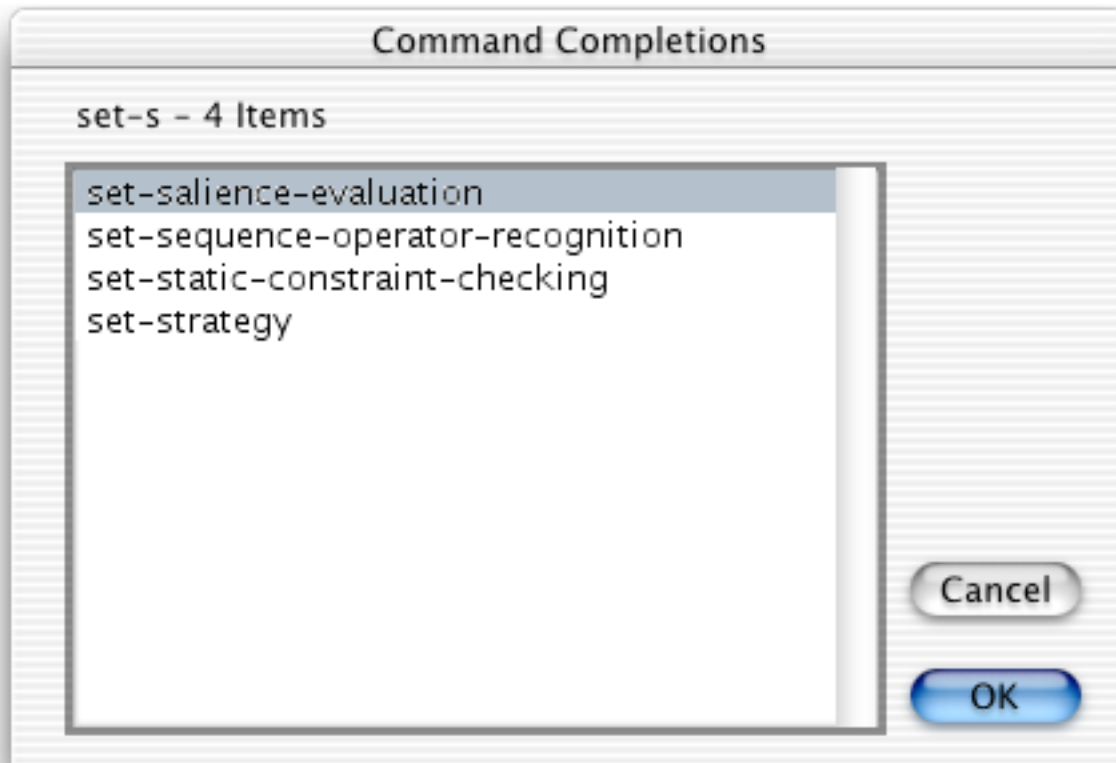 Command Completions
set-s - 4 Items
set-salience-evaluation
set-sequence-operator-recognition
set-static-constraint-checking
set-strategy
Cancel
OK